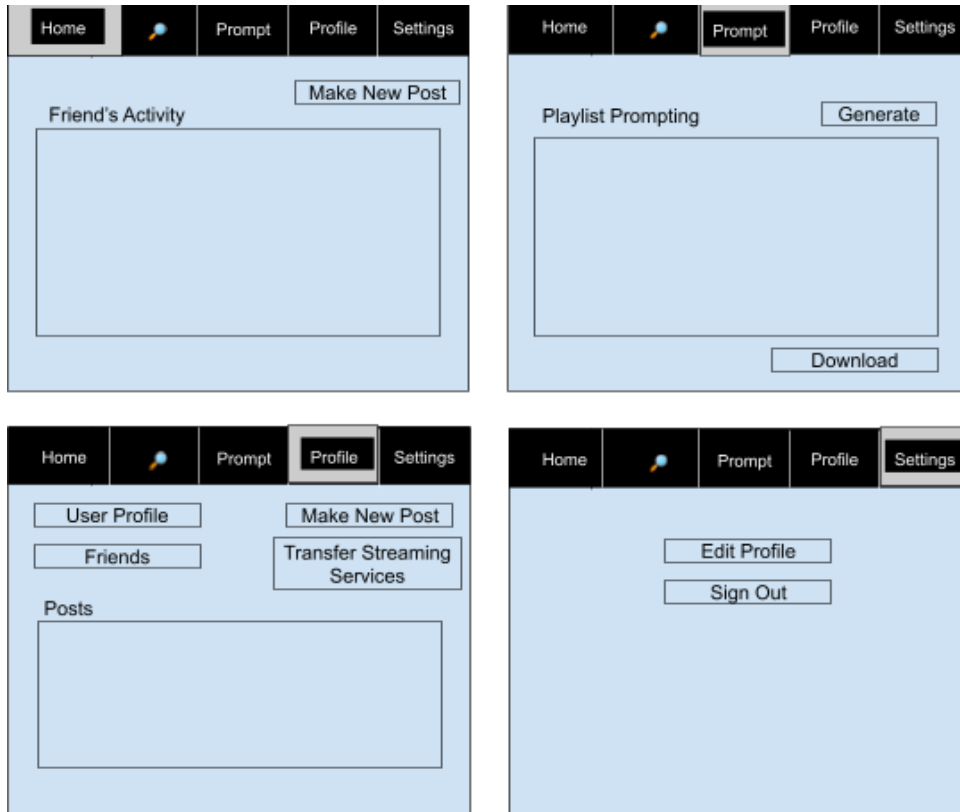 Home Prompt Profile Settings
Make New Post
Friend's Activity
Home Prompt Profile Settings
Playlist Prompting Generate
Download
Home Prompt Profile Settings
User Profile Make New Post
Friends Transfer Streaming
Services
Posts
Home Prompt Profile Settings
Edit Profile
Sign Out